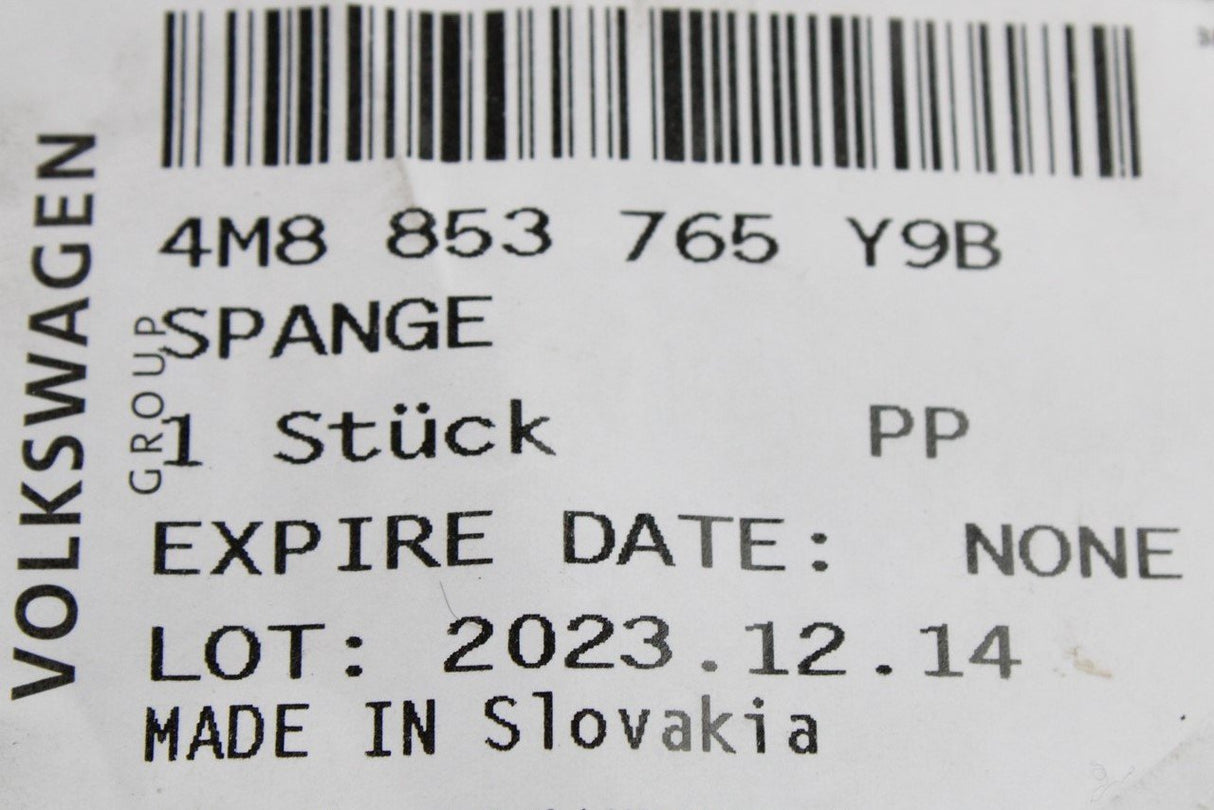 VOLKSWAGEN
GROUP
4M8 853 765 Y9B
SPANGE
1 Stück PP
EXPIRE DATE: NONE
LOT: 2023.12.14
MADE IN Slovakia